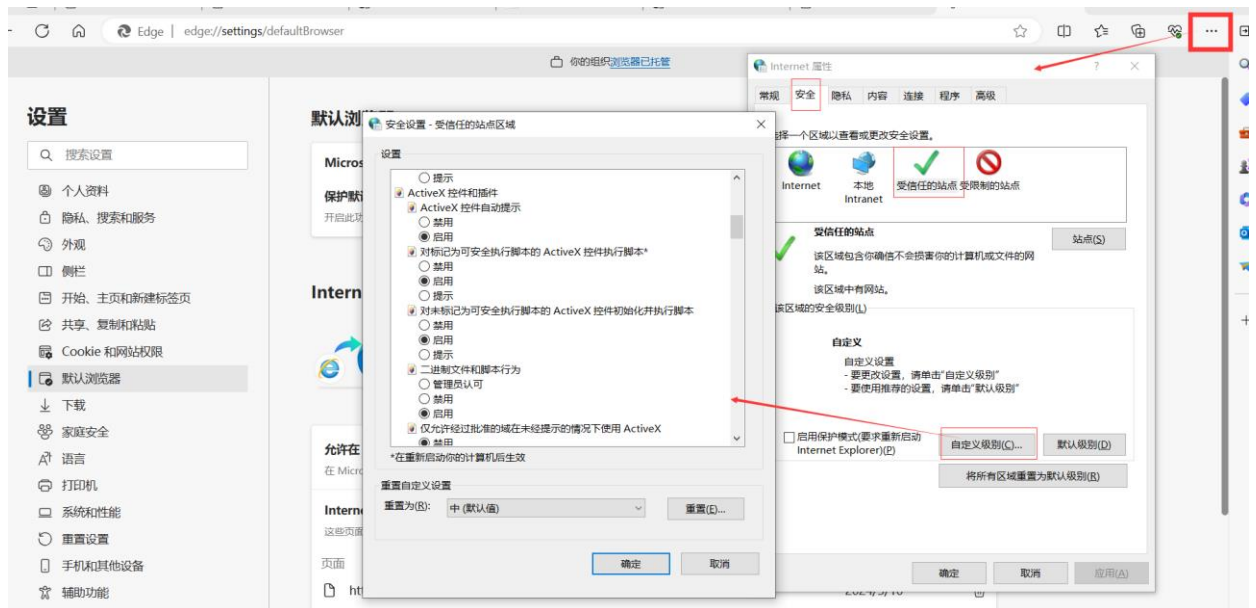 Edge | edge://settings/defaultBrowser
你的组织浏览器已托管
设置
搜索设置
个人资料
隐私、搜索和服务
外观
侧栏
开始、主页和新建标签页
共享、复制和粘贴
Cookie 和网站权限
默认浏览器
下载
家庭安全
语言
打印机
系统和性能
重置设置
手机和其他设备
辅助功能
默认浏
Micros
保护默认
开启此功
Intern
允许在
在 Micro
Interne
这些页面
页面
htt
安全设置 - 受信任的站点区域
设置
提示
ActiveX 控件和插件
ActiveX 控件自动提示
禁用
启用
对标记为可安全执行脚本的 ActiveX 控件执行脚本*
禁用
启用
提示
对未标记为可安全执行脚本的 ActiveX 控件初始化并执行脚本
禁用
启用
提示
二进制文件和脚本行为
管理员认可
禁用
启用
仅允许经过批准的域在未经提示的情况下使用 ActiveX
禁用
*在重新启动你的计算机后生效
重置自定义设置
重置为(R): 中 (默认值) 重置(E)...
确定 取消
Internet 属性
常规 安全 隐私 内容 连接 程序 高级
择一个区域以查看或更改安全设置。
Internet 本地 Intranet 受信任的站点 受限制的站点
受信任的站点
站点(S)
该区域包含你确信不会损害你的计算机或文件的网
站。
该区域中有网站。
该区域的安全级别(L)
自定义
自定义设置
- 要更改设置，请单击"自定义级别"
- 要使用推荐的设置，请单击"默认级别"
启用保护模式(要求重新启动
Internet Explorer)(P)
自定义级别(C)... 默认级别(D)
将所有区域重置为默认级别(R)
确定 取消 应用(A)